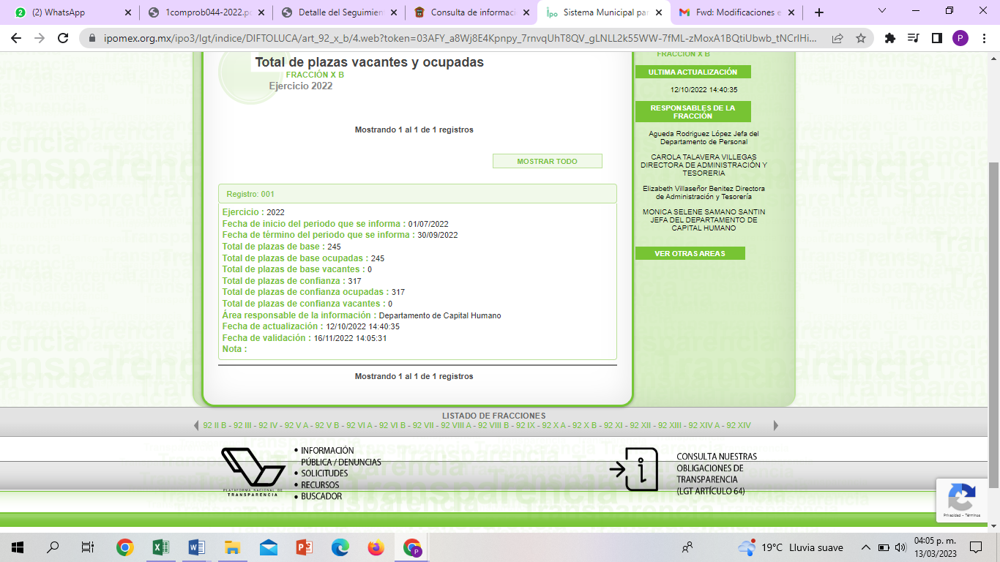 (2) WhatsApp
1comprob044-2022.p
Detalle del Seguimien
Consulta de informaci
Sistema Municipal par
Fwd: Modificaciones e
ipomex.org.mx/ipo3/lgt/indice/DIFTOLUCA/art_92_x_b/4.web?token=03AFY_a8Wj8E4Kpnpy_7rnvqUhT8QV_gLNLL2k55WW-7fML-zMoxA1BQtiUbwb_tNCrlHi...
Total de plazas vacantes y ocupadas
FRACCIÓN X B
Ejercicio 2022
Mostrando 1 al 1 de 1 registros
MOSTRAR TODO
Registro: 001
Ejercicio : 2022
Fecha de inicio del periodo que se informa : 01/07/2022
Fecha de término del periodo que se informa : 30/09/2022
Total de plazas de base : 245
Total de plazas de base ocupadas : 245
Total de plazas de base vacantes : 0
Total de plazas de confianza : 317
Total de plazas de confianza ocupadas : 317
Total de plazas de confianza vacantes : 0
Área responsable de la información : Departamento de Capital Humano
Fecha de actualización : 12/10/2022 14:40:35
Fecha de validación : 16/11/2022 14:05:31
Nota :
Mostrando 1 al 1 de 1 registros
FRACCIÓN X B
ULTIMA ACTUALIZACIÓN
12/10/2022 14:40:35
RESPONSABLES DE LA
FRACCIÓN
Agueda Rodriguez López Jefa del
Departamento de Personal
CAROLA TALAVERA VILLEGAS
DIRECTORA DE ADMINISTRACIÓN Y
TESORERIA
Elizabeth Villaseñor Benitez Directora
de Administración y Tesorería
MONICA SELENE SAMANO SANTIN
JEFA DEL DEPARTAMENTO DE
CAPITAL HUMANO
VER OTRAS AREAS
LISTADO DE FRACCIONES
92 II B - 92 III - 92 IV - 92 V A - 92 V B - 92 VI A - 92 VI B - 92 VII - 92 VIII A - 92 VIII B - 92 IX - 92 X A - 92 X B - 92 XI - 92 XII - 92 XIII - 92 XIV A - 92 XIV
PLATAFORMA NACIONAL DE
TRANSPARENCIA
• INFORMACIÓN
PÚBLICA / DENUNCIAS
• SOLICITUDES
• RECURSOS
• BUSCADOR
CONSULTA NUESTRAS
OBLIGACIONES DE
TRANSPARENCIA
(LGT ARTÍCULO 64)
Privacidad - Términos
19°C Lluvia suave
04:05 p. m.
13/03/2023